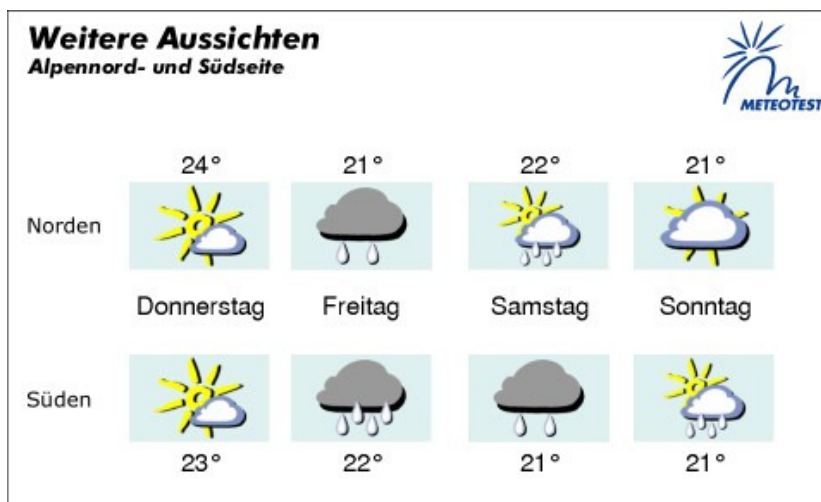 Weitere Aussichten
Alpennord- und Südseite
METEOTEST
24° 21° 22° 21°
Norden
Donnerstag Freitag Samstag Sonntag
Süden
23° 22° 21° 21°